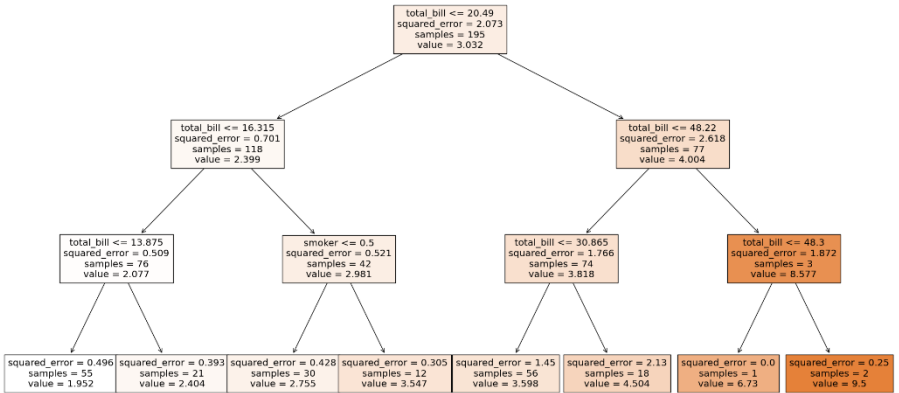 total_bill <= 20.49
squared_error = 2.073
samples = 195
value = 3.032
total_bill <= 16.315
squared_error = 0.701
samples = 118
value = 2.399
total_bill <= 48.22
squared_error = 2.618
samples = 77
value = 4.004
total_bill <= 13.875
squared_error = 0.509
samples = 76
value = 2.077
smoker <= 0.5
squared_error = 0.521
samples = 42
value = 2.981
total_bill <= 30.865
squared_error = 1.766
samples = 74
value = 3.818
total_bill <= 48.3
squared_error = 1.872
samples = 3
value = 8.577
squared_error = 0.496
samples = 55
value = 1.952
squared_error = 0.393
samples = 21
value = 2.404
squared_error = 0.428
samples = 30
value = 2.755
squared_error = 0.305
samples = 12
value = 3.547
squared_error = 1.45
samples = 56
value = 3.598
squared_error = 2.13
samples = 18
value = 4.504
squared_error = 0.0
samples = 1
value = 6.73
squared_error = 0.25
samples = 2
value = 9.5